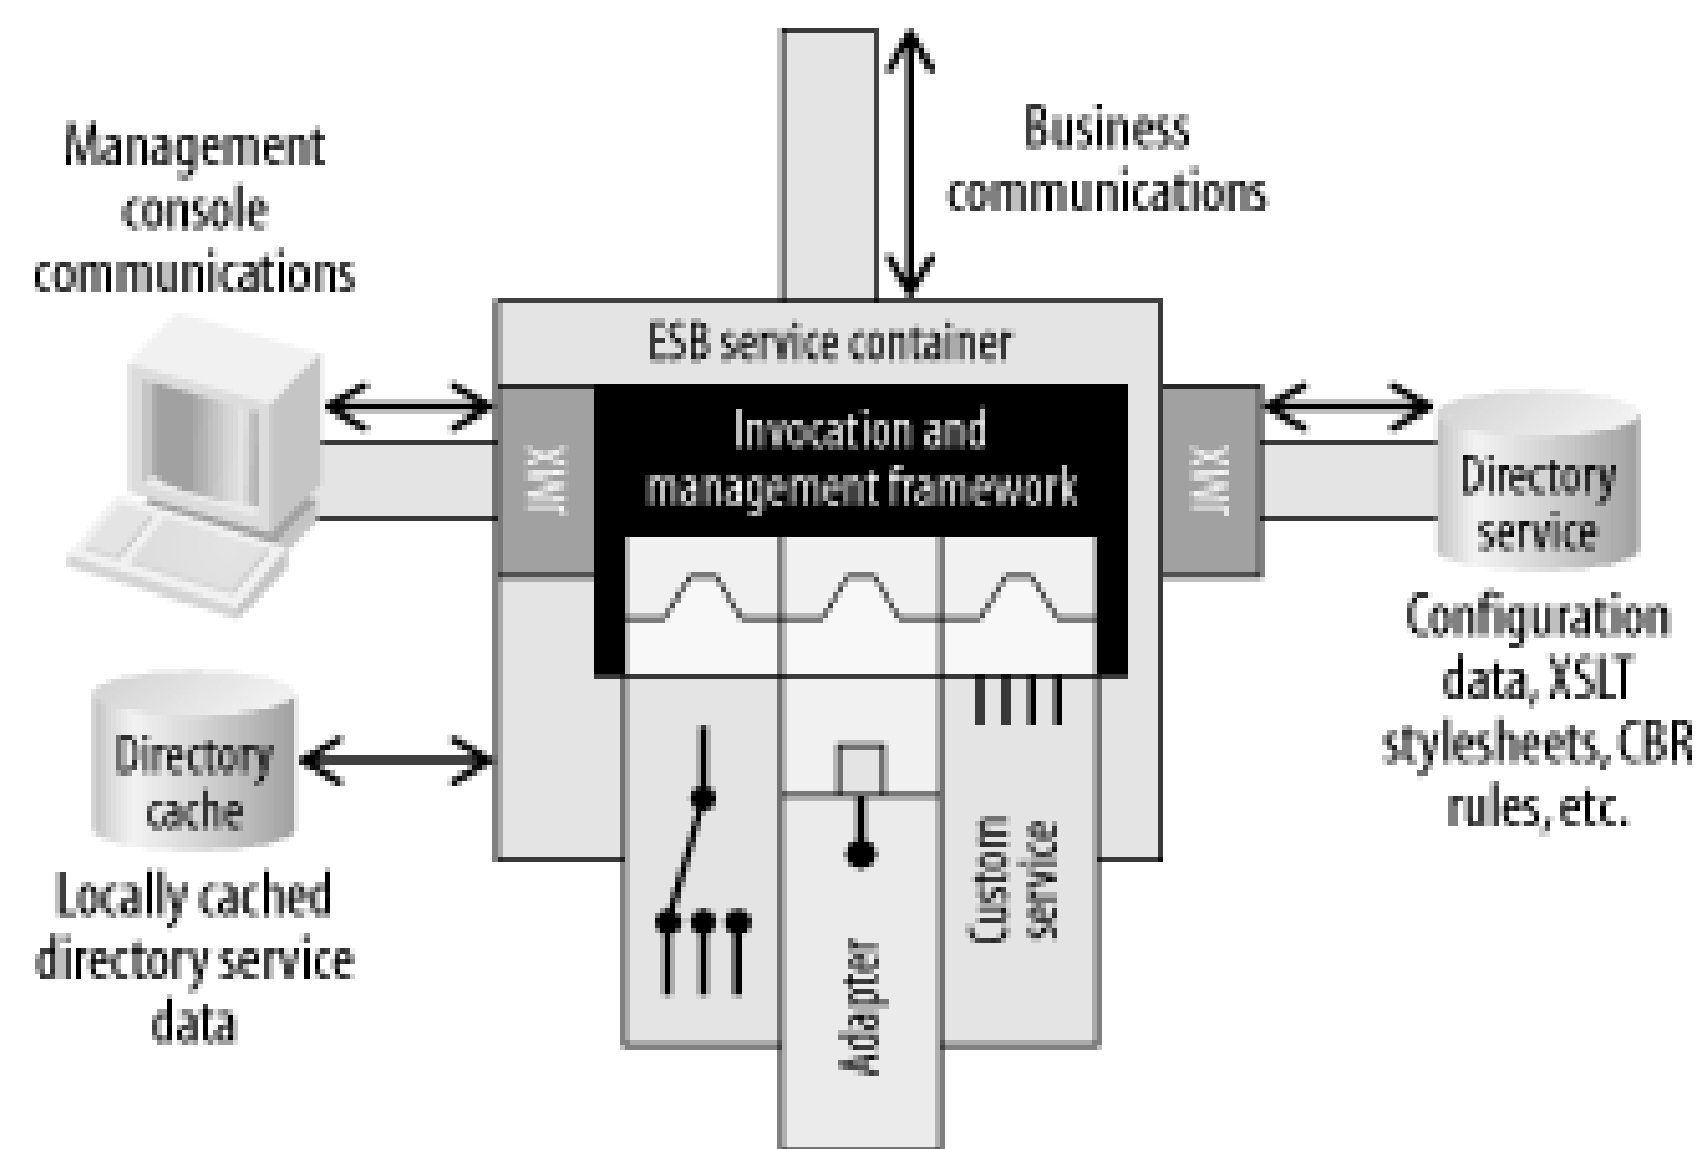 Management
console
communications
Business
communications
ESB service container
JMX
Invocation and
management framework
JMX
Directory
service
Configuration
data, XSLT
stylesheets, CBR
rules, etc.
Directory
cache
Locally cached
directory service
data
Adapter
Custom
service